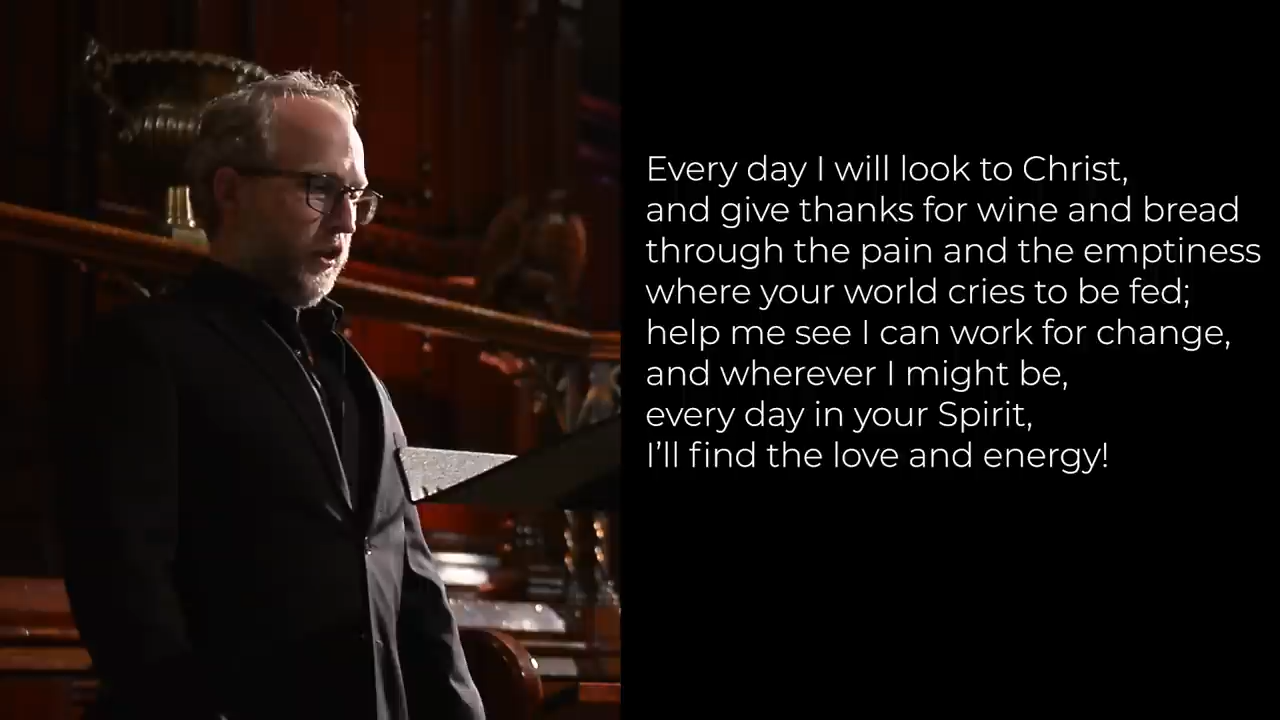 Every day I will look to Christ,
and give thanks for wine and bread
through the pain and the emptiness
where your world cries to be fed;
help me see I can work for change,
and wherever I might be,
every day in your Spirit,
I’ll find the love and energy!